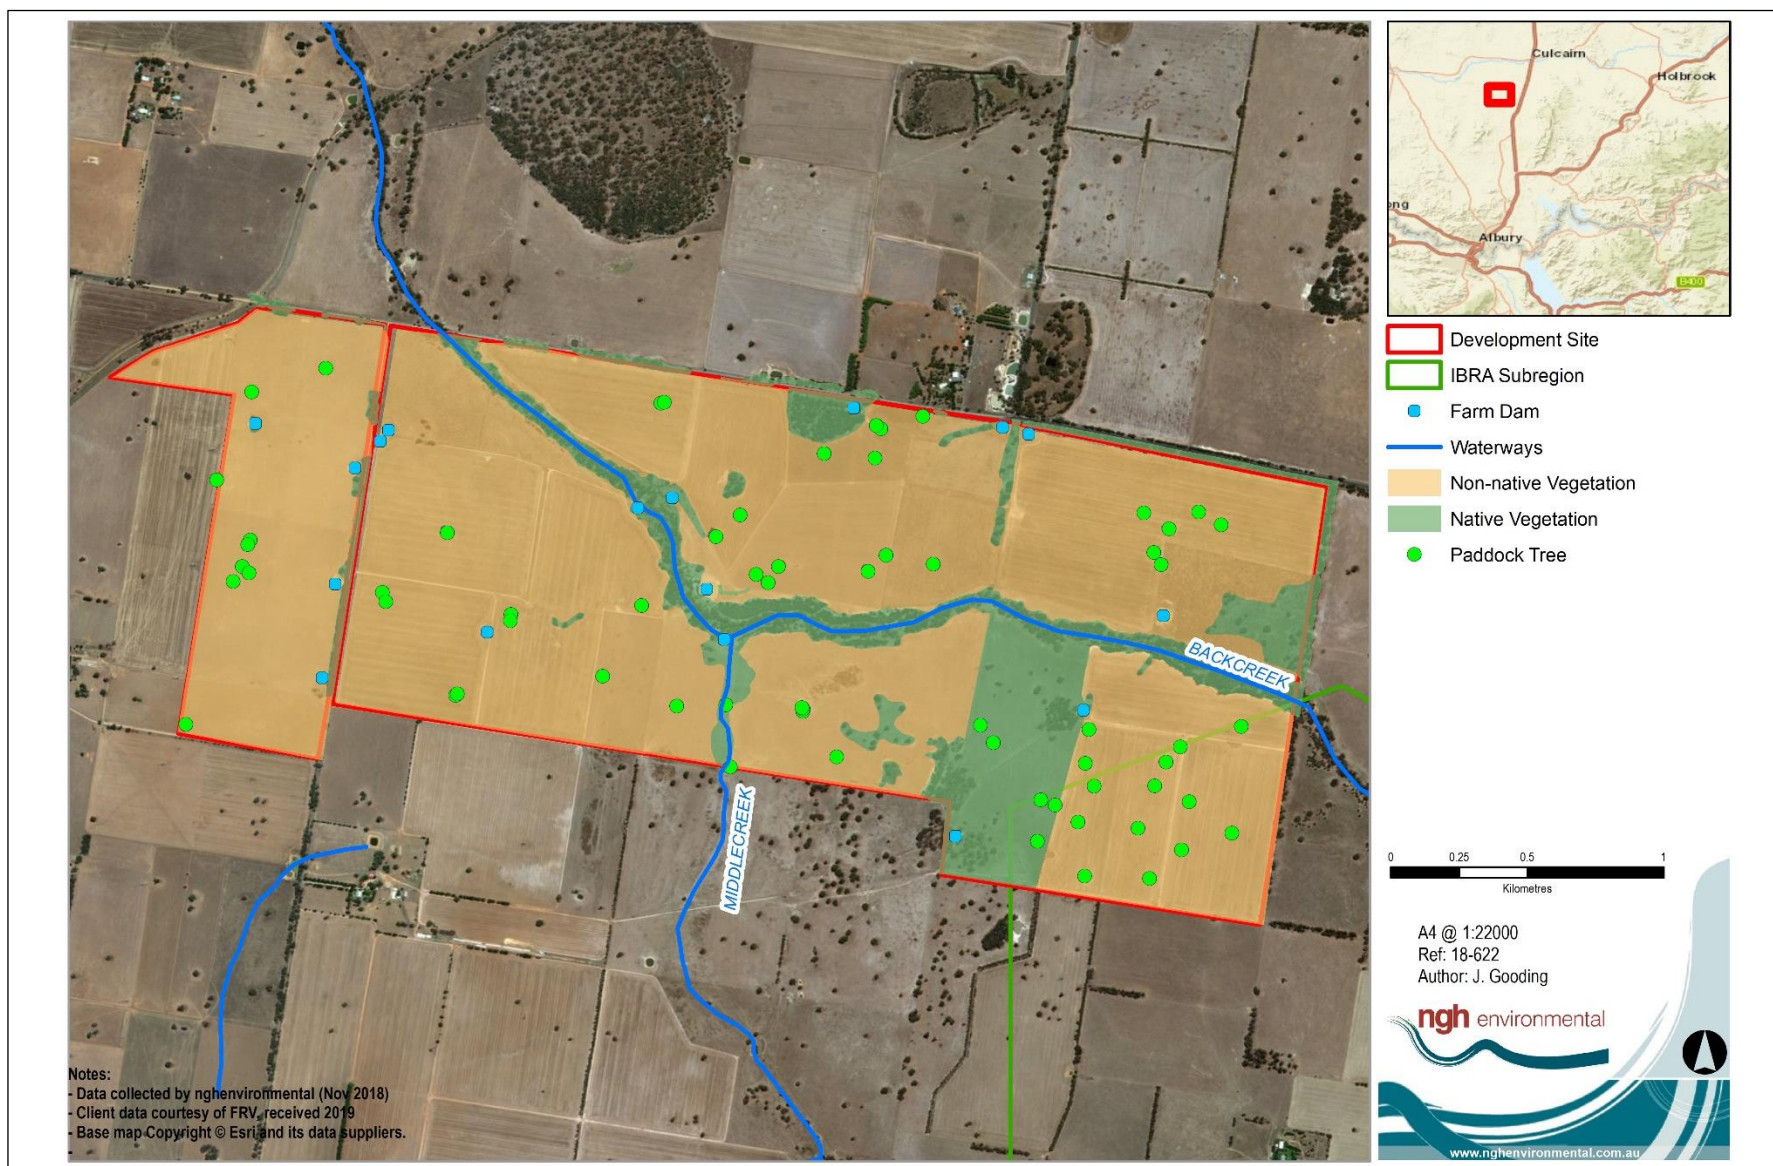 Culcairn
Holbrook
ong
Albury
B400
Development Site
IBRA Subregion
Farm Dam
Waterways
Non-native Vegetation
Native Vegetation
Paddock Tree
BACKCREEK
MIDDLECREEK
0 0.25 0.5 1
Kilometres
A4 @ 1:22000
Ref: 18-622
Author: J. Gooding
ngh environmental
www.nghenvironmental.com.au
Notes:
- Data collected by nghenvironmental (Nov 2018)
- Client data courtesy of FRV, received 2019
- Base map Copyright © Esri and its data suppliers.
-